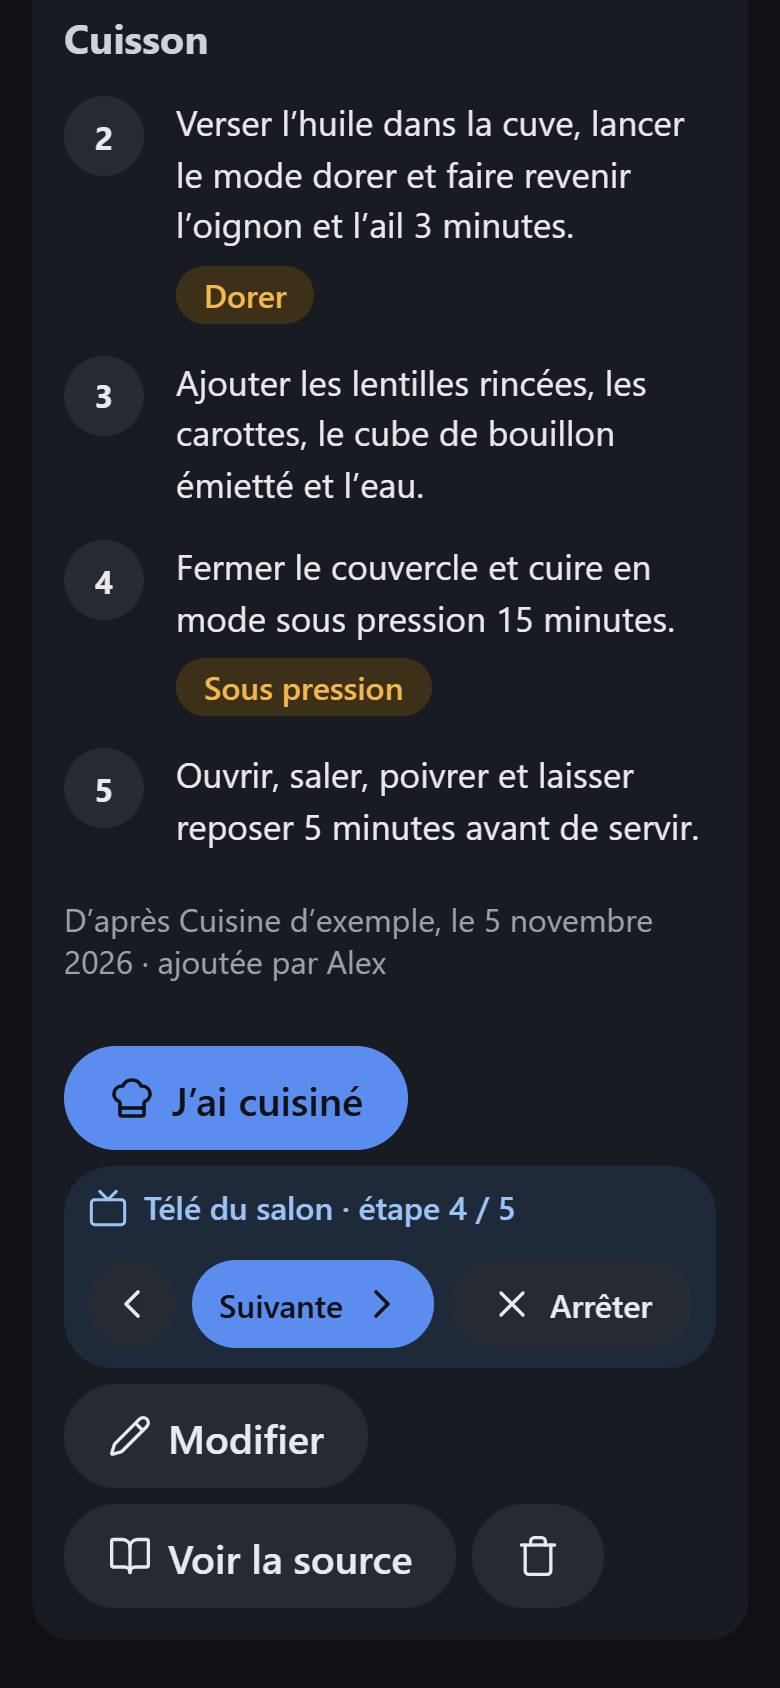 Cuisson
2
Verser l’huile dans la cuve, lancer
le mode dorer et faire revenir
l’oignon et l’ail 3 minutes.
Dorer
3
Ajouter les lentilles rincées, les
carottes, le cube de bouillon
émietté et l’eau.
4
Fermer le couvercle et cuire en
mode sous pression 15 minutes.
Sous pression
5
Ouvrir, saler, poivrer et laisser
reposer 5 minutes avant de servir.
D’après Cuisine d’exemple, le 5 novembre
2026 · ajoutée par Alex
J’ai cuisiné
Télé du salon · étape 4 / 5
Suivante
Arrêter
Modifier
Voir la source